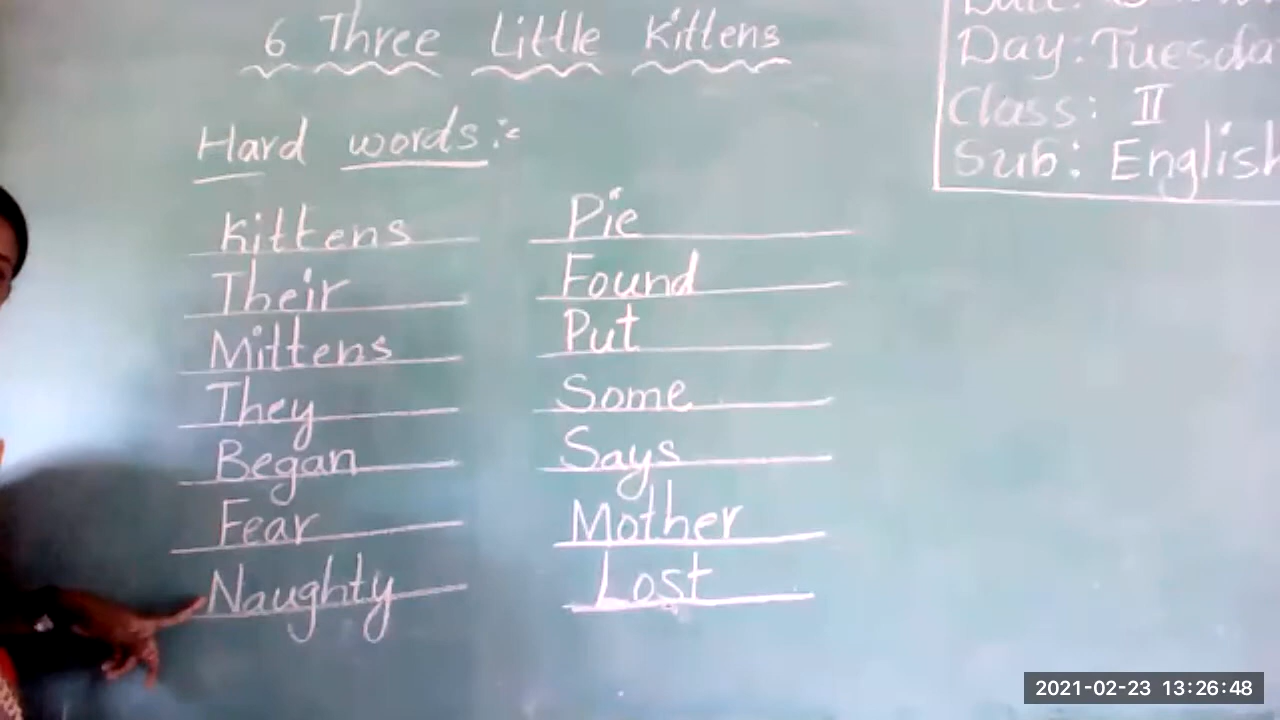 6 Three Little Kittens
Hard words:-
Kittens
Their
Mittens
They
Began
Fear
Naughty
Pie
Found
Put
Some
Says
Mother
Lost
Day: Tuesda
Class: II
Sub: English
2021-02-23 13:26:48